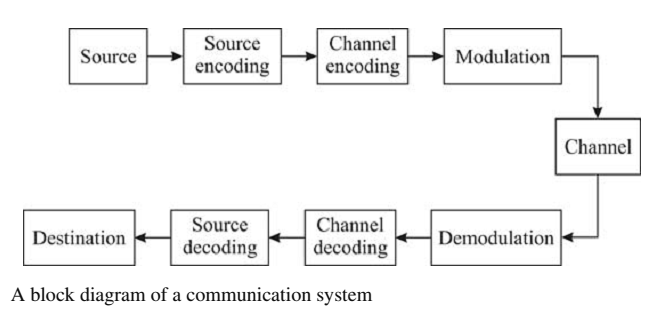 Source
Source
encoding
Channel
encoding
Modulation
Channel
Destination
Source
decoding
Channel
decoding
Demodulation
A block diagram of a communication system